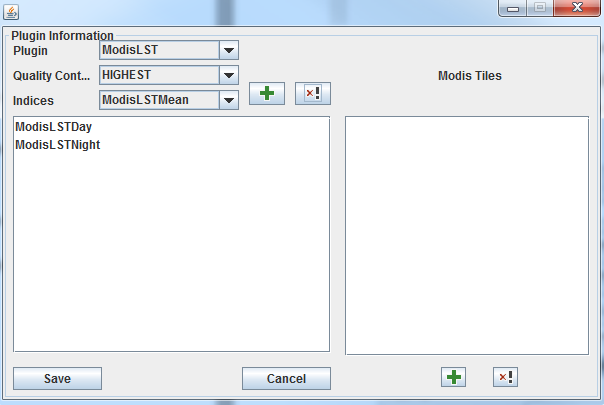 Plugin Information
Plugin ModisLST
Quality Cont... HIGHEST
Modis Tiles
Indices ModisLSTMean
ModisLSTDay
ModisLSTNight
Save Cancel